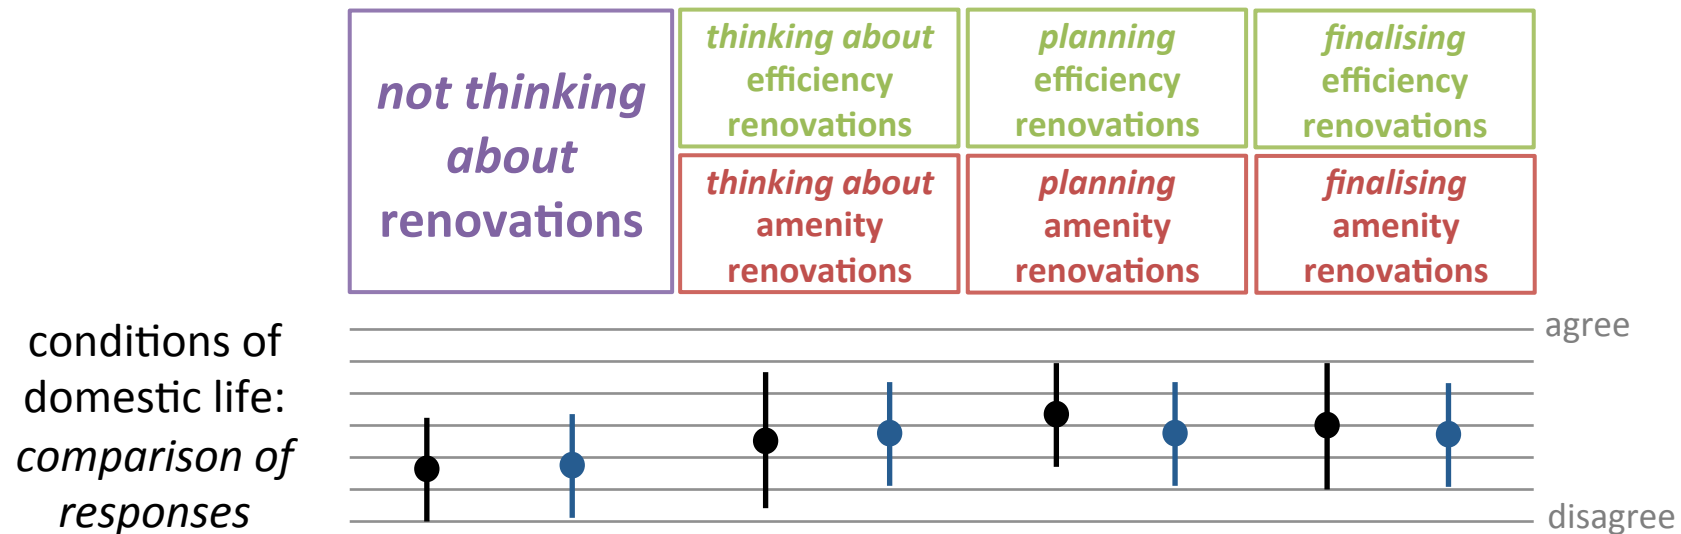 not thinking
about
renovations
thinking about
efficiency
renovations
planning
efficiency
renovations
finalising
efficiency
renovations
thinking about
amenity
renovations
planning
amenity
renovations
finalising
amenity
renovations
conditions of
domestic life:
comparison of
responses
agree
disagree